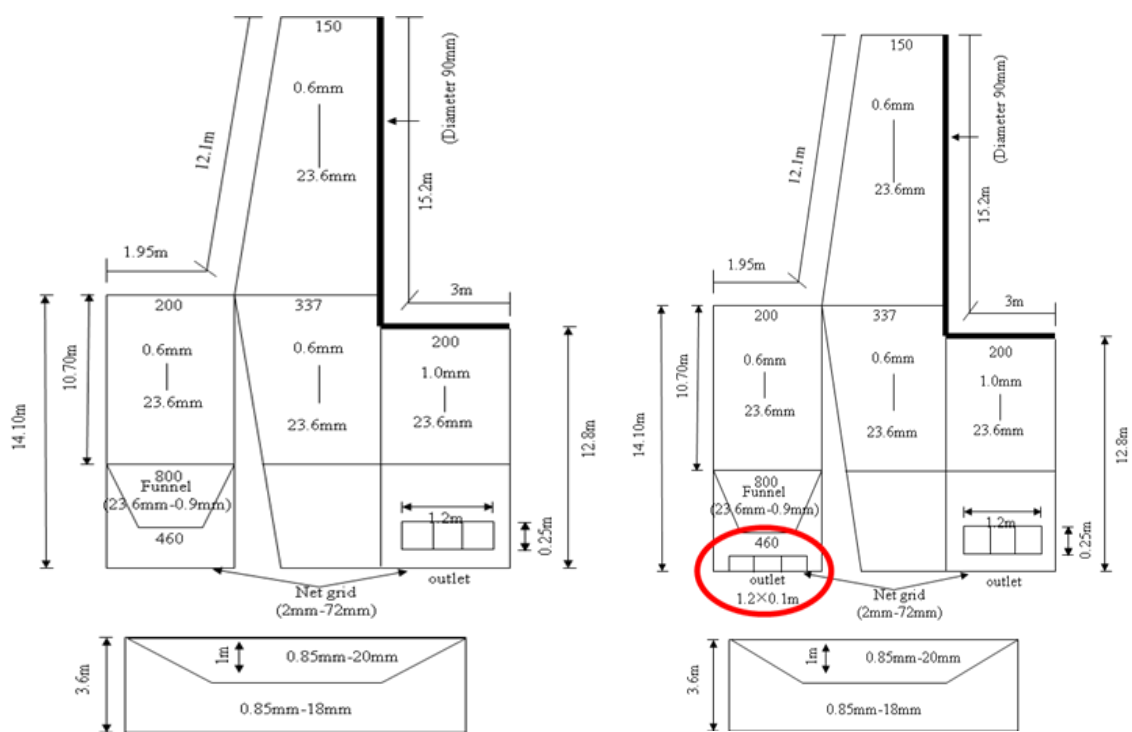 150
0.6mm
23.6mm
(Diameter 90mm)
12.1m
15.2m
1.95m
3m
200
337
200
0.6mm
0.6mm
1.0mm
23.6mm
23.6mm
23.6mm
10.70m
14.10m
12.8m
800
Funnel
(23.6mm-0.9mm)
460
1.2m
0.25m
outlet
Net grid
(2mm-72mm)
3.6m
1m
0.85mm-20mm
0.85mm-18mm
150
0.6mm
23.6mm
(Diameter 90mm)
12.1m
15.2m
1.95m
3m
200
337
200
0.6mm
0.6mm
1.0mm
23.6mm
23.6mm
23.6mm
10.70m
14.10m
12.8m
800
Funnel
(23.6mm-0.9mm)
460
1.2m
0.25m
outlet
1.2×0.1m
outlet
Net grid
(2mm-72mm)
3.6m
1m
0.85mm-20mm
0.85mm-18mm